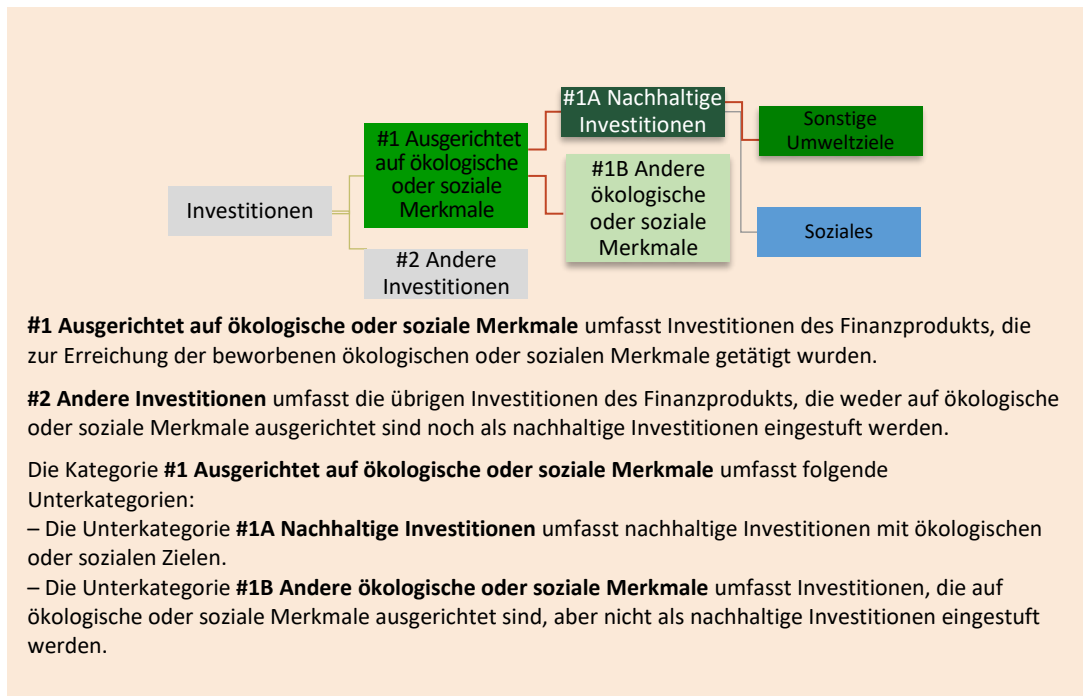 #1A Nachhaltige
Investitionen
Sonstige
Umweltziele
#1 Ausgerichtet
auf ökologische
oder soziale
Merkmale
#1B Andere
ökologische
oder soziale
Merkmale
Investitionen
Soziales
#2 Andere
Investitionen
#1 Ausgerichtet auf ökologische oder soziale Merkmale umfasst Investitionen des Finanzprodukts, die
zur Erreichung der beworbenen ökologischen oder sozialen Merkmale getätigt wurden.
#2 Andere Investitionen umfasst die übrigen Investitionen des Finanzprodukts, die weder auf ökologische
oder soziale Merkmale ausgerichtet sind noch als nachhaltige Investitionen eingestuft werden.
Die Kategorie #1 Ausgerichtet auf ökologische oder soziale Merkmale umfasst folgende
Unterkategorien:
– Die Unterkategorie #1A Nachhaltige Investitionen umfasst nachhaltige Investitionen mit ökologischen
oder sozialen Zielen.
– Die Unterkategorie #1B Andere ökologische oder soziale Merkmale umfasst Investitionen, die auf
ökologische oder soziale Merkmale ausgerichtet sind, aber nicht als nachhaltige Investitionen eingestuft
werden.